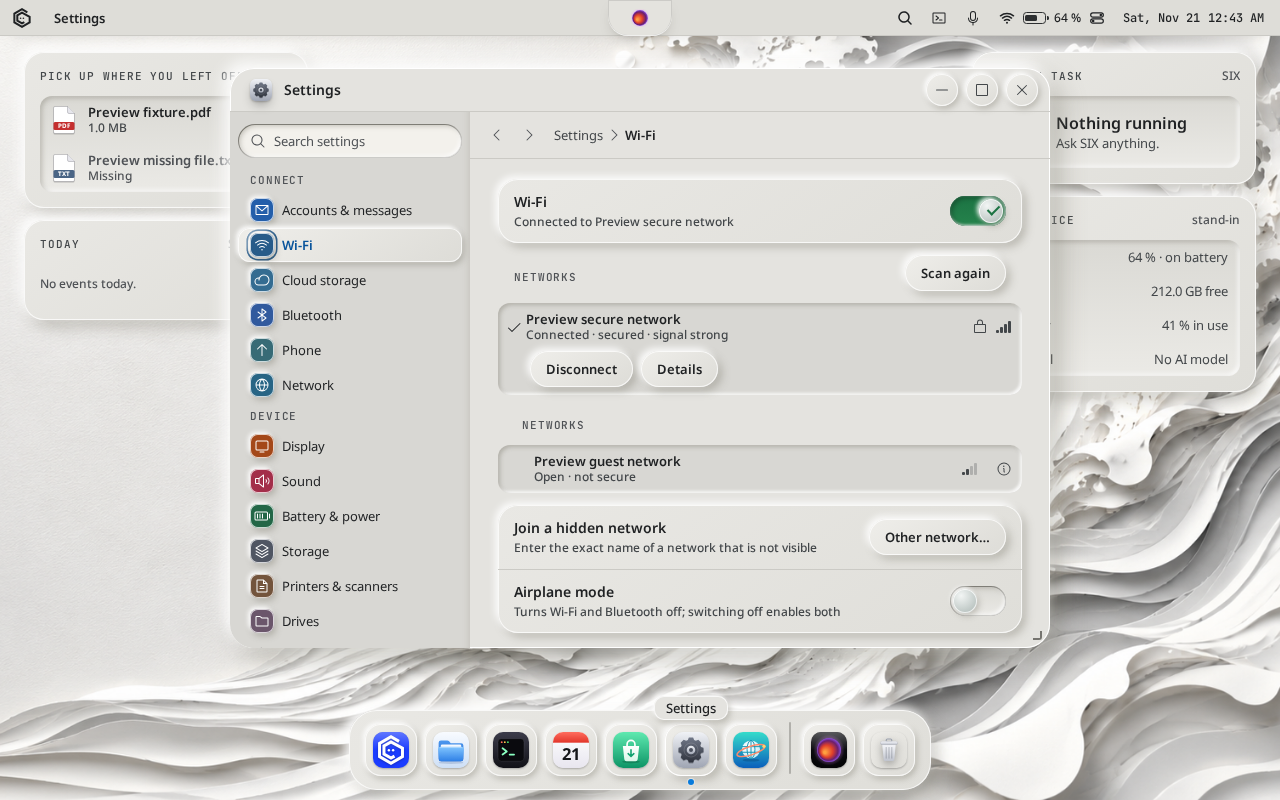 Settings
64 %
Sat, Nov 21 12:43 AM
PICK UP WHERE YOU LEFT
Preview fixture.pdf
1.0 MB
Preview missing file.tx
Missing
TODAY
No events today.
TASK
SIX
Nothing running
Ask SIX anything.
stand-in
64 % · on battery
212.0 GB free
41 % in use
No AI model
Settings
Search settings
CONNECT
Accounts & messages
Wi-Fi
Cloud storage
Bluetooth
Phone
Network
DEVICE
Display
Sound
Battery & power
Storage
Printers & scanners
Drives
Settings > Wi-Fi
Wi-Fi
Connected to Preview secure network
NETWORKS
Scan again
Preview secure network
Connected · secured · signal strong
Disconnect
Details
NETWORKS
Preview guest network
Open · not secure
Join a hidden network
Enter the exact name of a network that is not visible
Other network...
Airplane mode
Turns Wi-Fi and Bluetooth off; switching off enables both
Settings
21
PDF
TXT